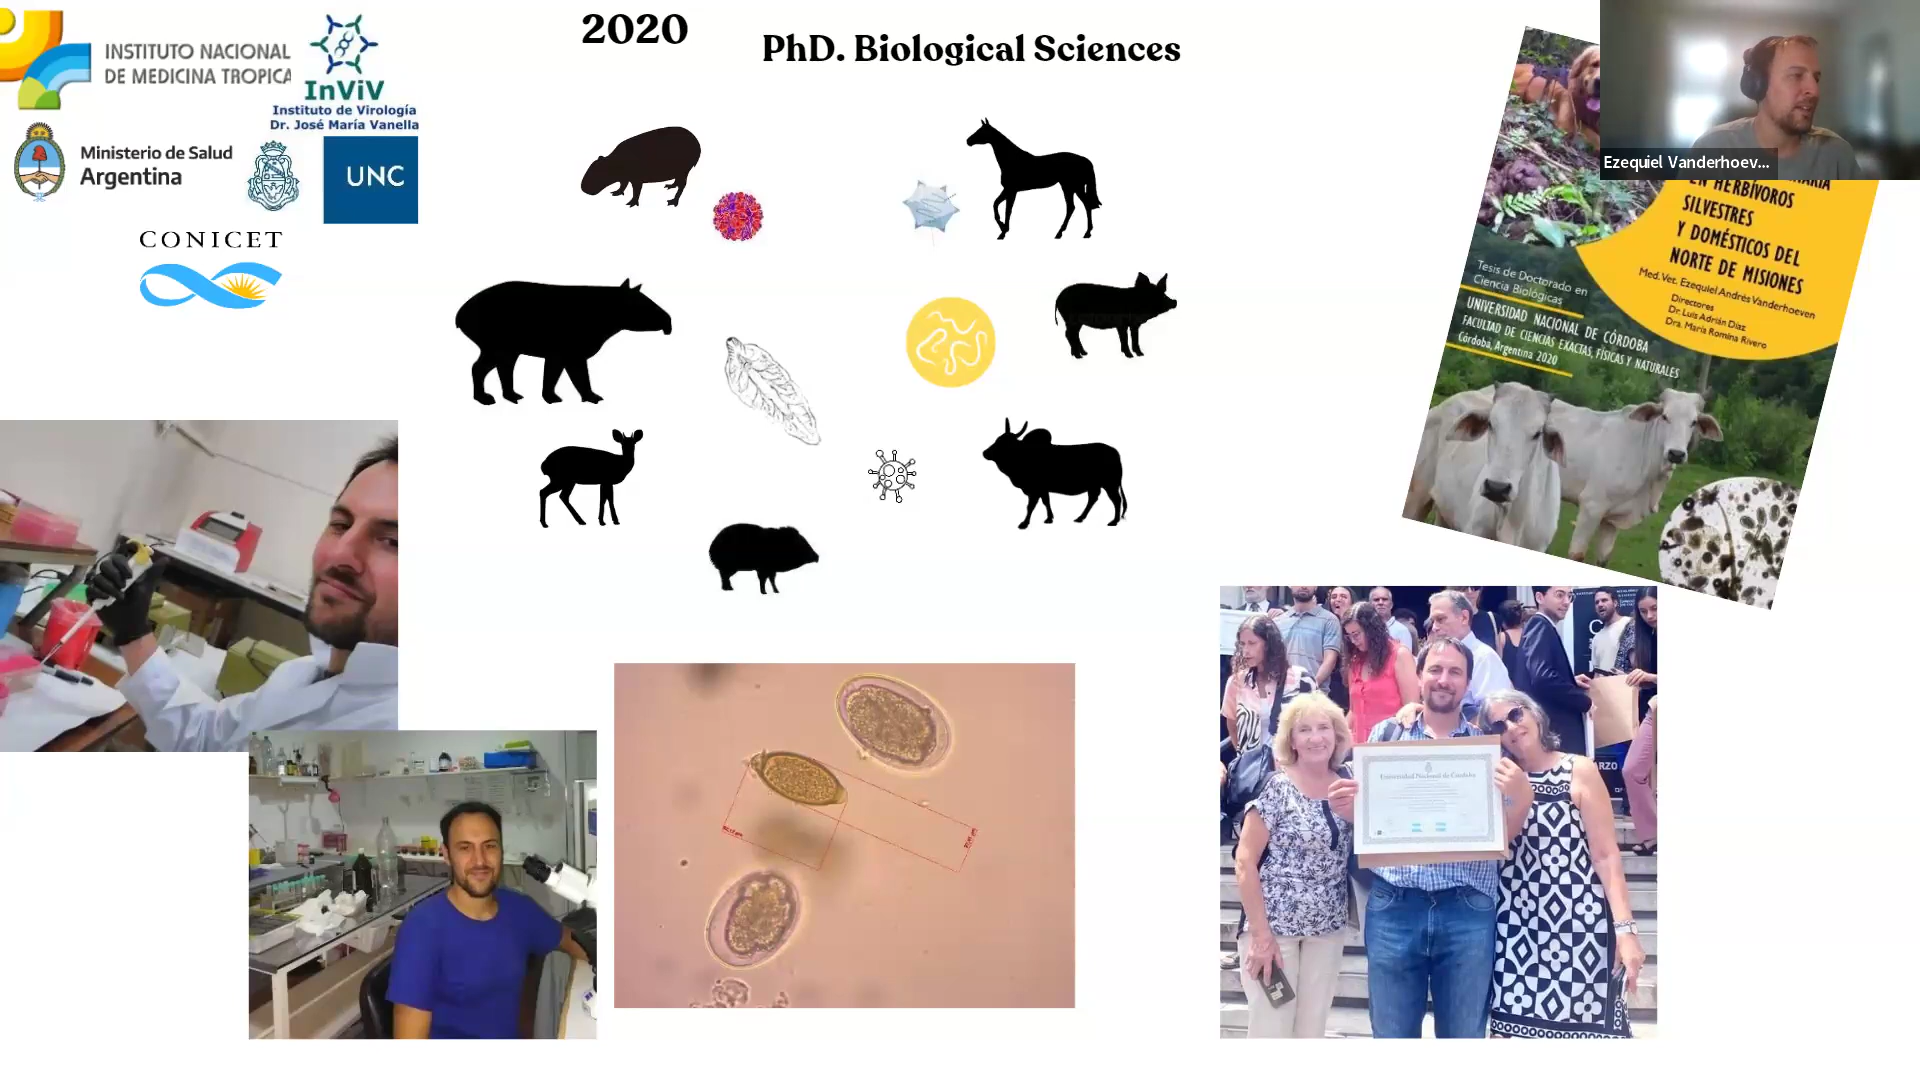 INSTITUTO NACIONAL
DE MEDICINA TROPICA
InViV
Instituto de Virología
Dr. José María Vanella
Ministerio de Salud
Argentina
UNC
CONICET
2020
PhD. Biological Sciences
Ezequiel Vanderhoev...
EN HERBÍVOROS
SILVESTRES
Y DOMÉSTICOS DEL
NORTE DE MISIONES
Med. Vet. Ezequiel Andrés Vanderhoeven
Directores
Dr. Luis Adrián Diaz
Dra. María Romina Rivero
Tesis de Doctorado en
Ciencia Biológicas
UNIVERSIDAD NACIONAL DE CÓRDOBA
FACULTAD DE CIENCIAS EXACTAS, FÍSICAS Y NATURALES
Córdoba, Argentina 2020
Universidad Nacional de Córdoba